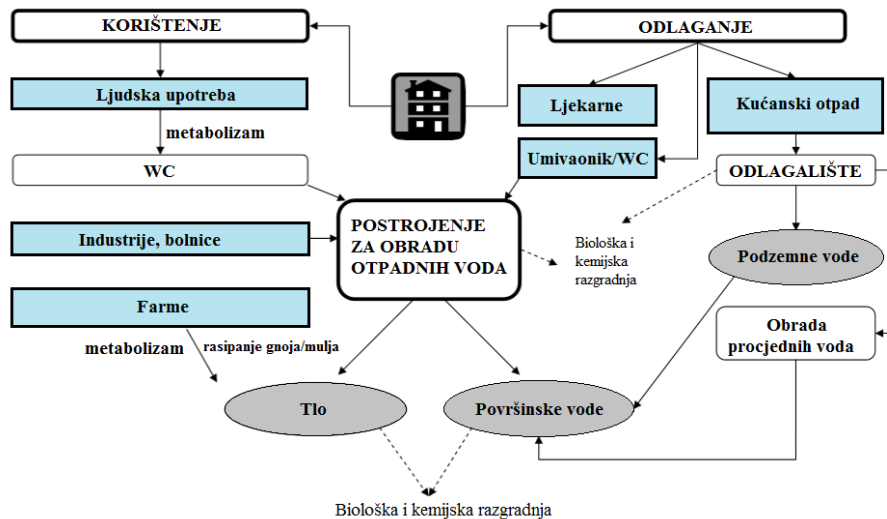 KORIŠTENJE
ODLAGANJE
Ljudska upotreba
Ljekarne
Kućanski otpad
metabolizam
Umivaonik/WC
WC
ODLAGALIŠTE
POSTROJENJE
ZA OBRADU
OTPADNIH VODA
Industrije, bolnice
Biološka i
kemijska
razgradnja
Podzemne vode
Farme
Obrada
procjednih voda
metabolizam
rasipanje gnoja/mulja
Tlo
Površinske vode
Biološka i kemijska razgradnja